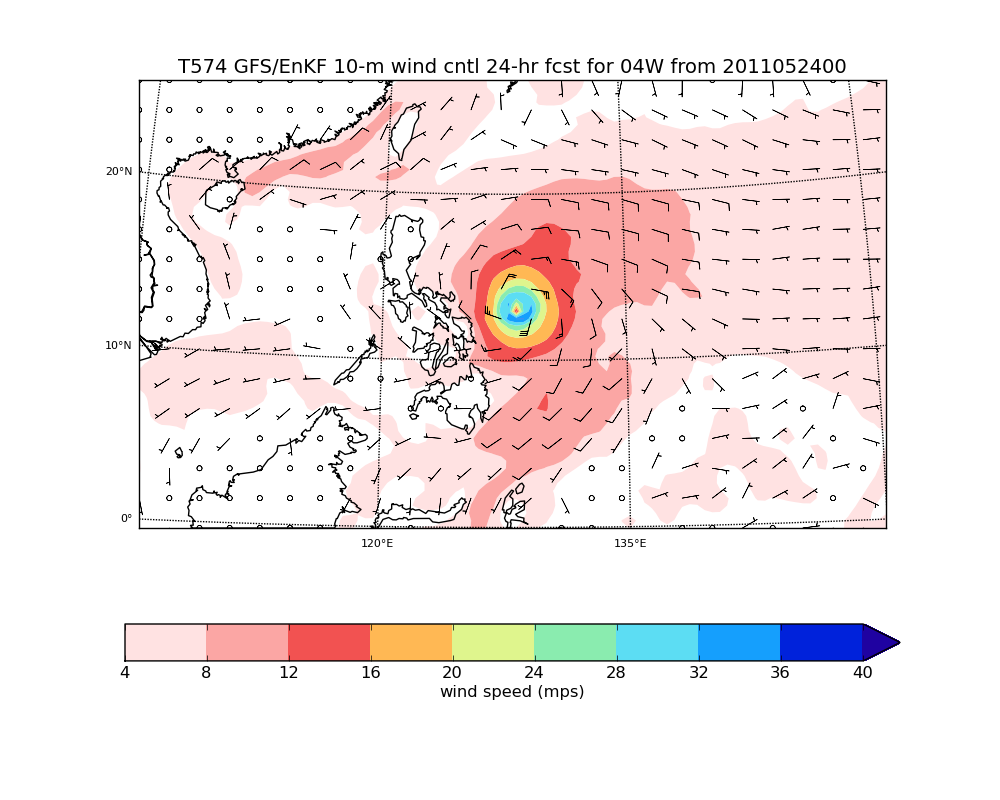 T574 GFS/EnKF 10-m wind cntl 24-hr fcst for 04W from 2011052400
20°N
10°N
0°
120°E 135°E
4 8 12 16 20 24 28 32 36 40
wind speed (mps)